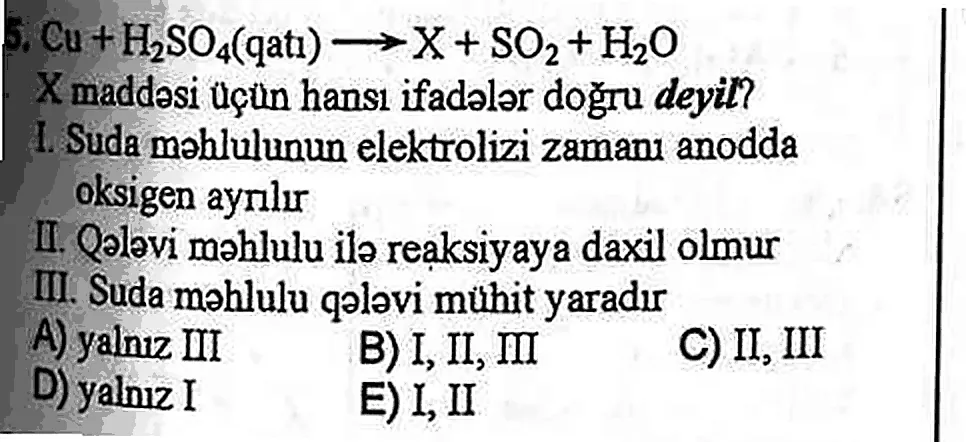 5. Cu + H₂SO₄(qatı) ⟶ X + SO₂ + H₂O
X maddəsi üçün hansı ifadələr doğru deyil?
I. Suda məhlulunun elektrolizi zamanı anodda
oksigen ayrılır
II. Qələvi məhlulu ilə reaksiyaya daxil olmur
III. Suda məhlulu qələvi mühit yaradır
A) yalnız III B) I, II, III C) II, III
D) yalnız I E) I, II